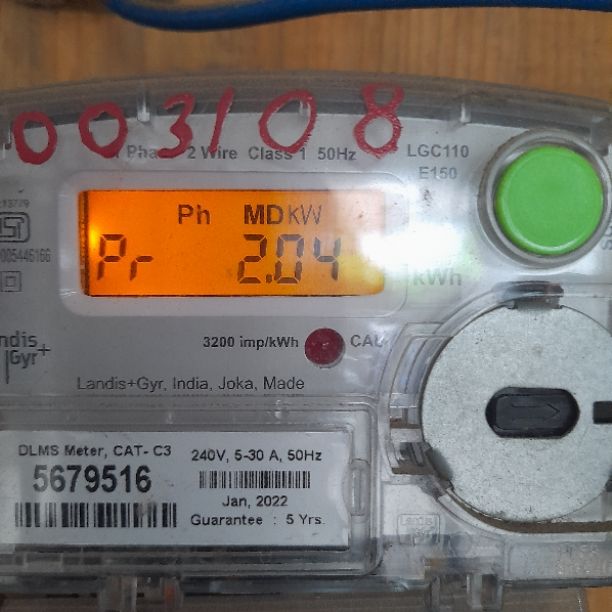 003108
Phase 2 Wire Class 1 50Hz
LGC110
E150
Ph MD kW
Pr 2.04
kWh
3200 imp/kWh CAL
Landis+Gyr, India, Joka, Made
DLMS Meter, CAT- C3
5679516
240V, 5-30 A, 50Hz
Jan, 2022
Guarantee : 5 Yrs.